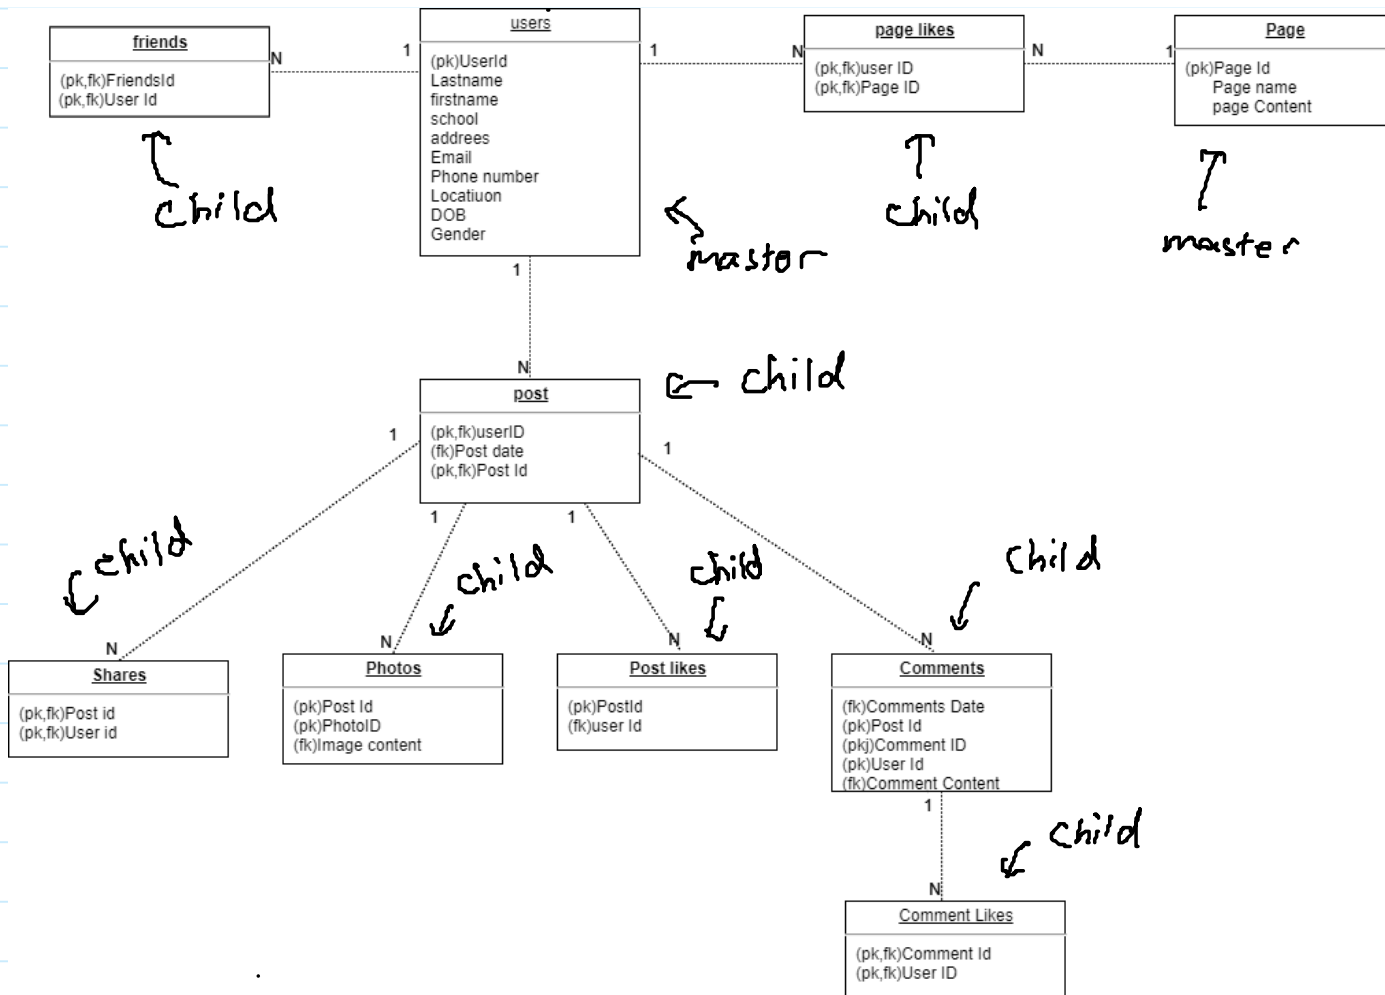 friends
(pk,fk)FriendsId
(pk,fk)User Id
N
1
users
(pk)UserId
Lastname
firstname
school
addrees
Email
Phone number
Locatiuon
DOB
Gender
1
N
page likes
(pk,fk)user ID
(pk,fk)Page ID
N
1
Page
(pk)Page Id
Page name
page Content
child
master
child
master
1
N
child
post
(pk,fk)userID
(fk)Post date
(pk,fk)Post Id
1
1
1
1
child
child
child
child
N
N
N
N
Shares
(pk,fk)Post id
(pk,fk)User id
Photos
(pk)Post Id
(pk)PhotoID
(fk)Image content
Post likes
(pk)PostId
(fk)user Id
Comments
(fk)Comments Date
(pk)Post Id
(pkj)Comment ID
(pk)User Id
(fk)Comment Content
1
child
N
Comment Likes
(pk,fk)Comment Id
(pk,fk)User ID